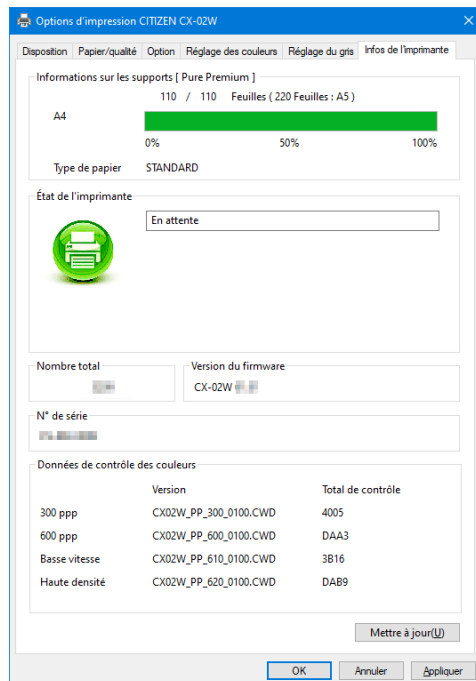 Options d'impression CITIZEN CX-02W
Disposition Papier/qualité Option Réglage des couleurs Réglage du gris Infos de l'imprimante
Informations sur les supports [ Pure Premium ]
110 / 110 Feuilles ( 220 Feuilles : A5 )
A4
0% 50% 100%
Type de papier STANDARD
État de l'imprimante
En attente
Nombre total Version du firmware
CX-02W
N° de série
Données de contrôle des couleurs
Version Total de contrôle
300 ppp CX02W_PP_300_0100.CWD 4005
600 ppp CX02W_PP_600_0100.CWD DAA3
Basse vitesse CX02W_PP_610_0100.CWD 3B16
Haute densité CX02W_PP_620_0100.CWD DAB9
Mettre à jour(U)
OK Annuler Appliquer